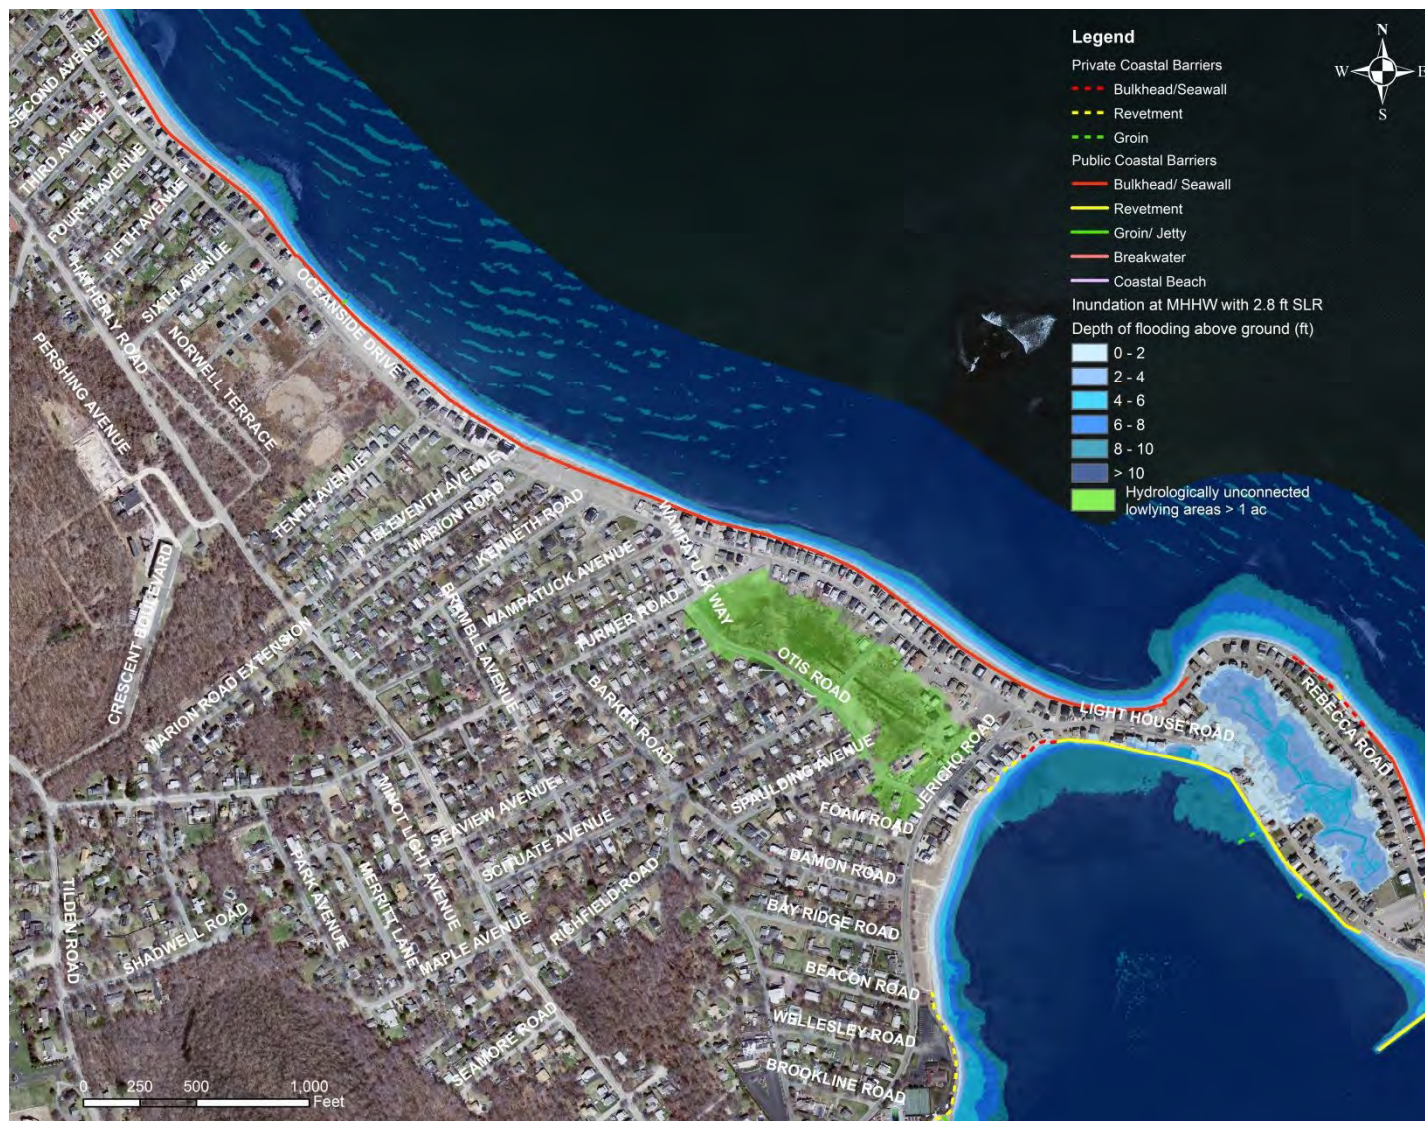 Legend
Private Coastal Barriers
Bulkhead/Seawall
Revetment
Groin
Public Coastal Barriers
Bulkhead/ Seawall
Revetment
Groin/ Jetty
Breakwater
Coastal Beach
Inundation at MHHW with 2.8 ft SLR
Depth of flooding above ground (ft)
0 - 2
2 - 4
4 - 6
6 - 8
8 - 10
> 10
Hydrologically unconnected
lowlying areas > 1 ac
N
W
E
S
SECOND AVENUE
THIRD AVENUE
FOURTH AVENUE
FIFTH AVENUE
SIXTH AVENUE
HATHERLY ROAD
OCEANSIDE DRIVE
NORWELL TERRACE
PERSHING AVENUE
CRESCENT BOULEVARD
TENTH AVENUE
ELEVENTH AVENUE
MARION ROAD
KENNETH ROAD
WAMPATUCK WAY
WAMPATUCK AVENUE
BRAMBLE AVENUE
TURNER ROAD
MARION ROAD EXTENSION
OTIS ROAD
BARKER ROAD
LIGHT HOUSE ROAD
REBECCA ROAD
JERICHO ROAD
SPAULDING AVENUE
FOAM ROAD
MINOT LIGHT AVENUE
SEAVIEW AVENUE
SCITUATE AVENUE
DAMON ROAD
PARK AVENUE
MERRITT LANE
RICHFIELD ROAD
BAY RIDGE ROAD
TILDEN ROAD
SHADWELL ROAD
MAPLE AVENUE
BEACON ROAD
WELLESLEY ROAD
SEAMORE ROAD
BROOKLINE ROAD
0 250 500 1,000
Feet